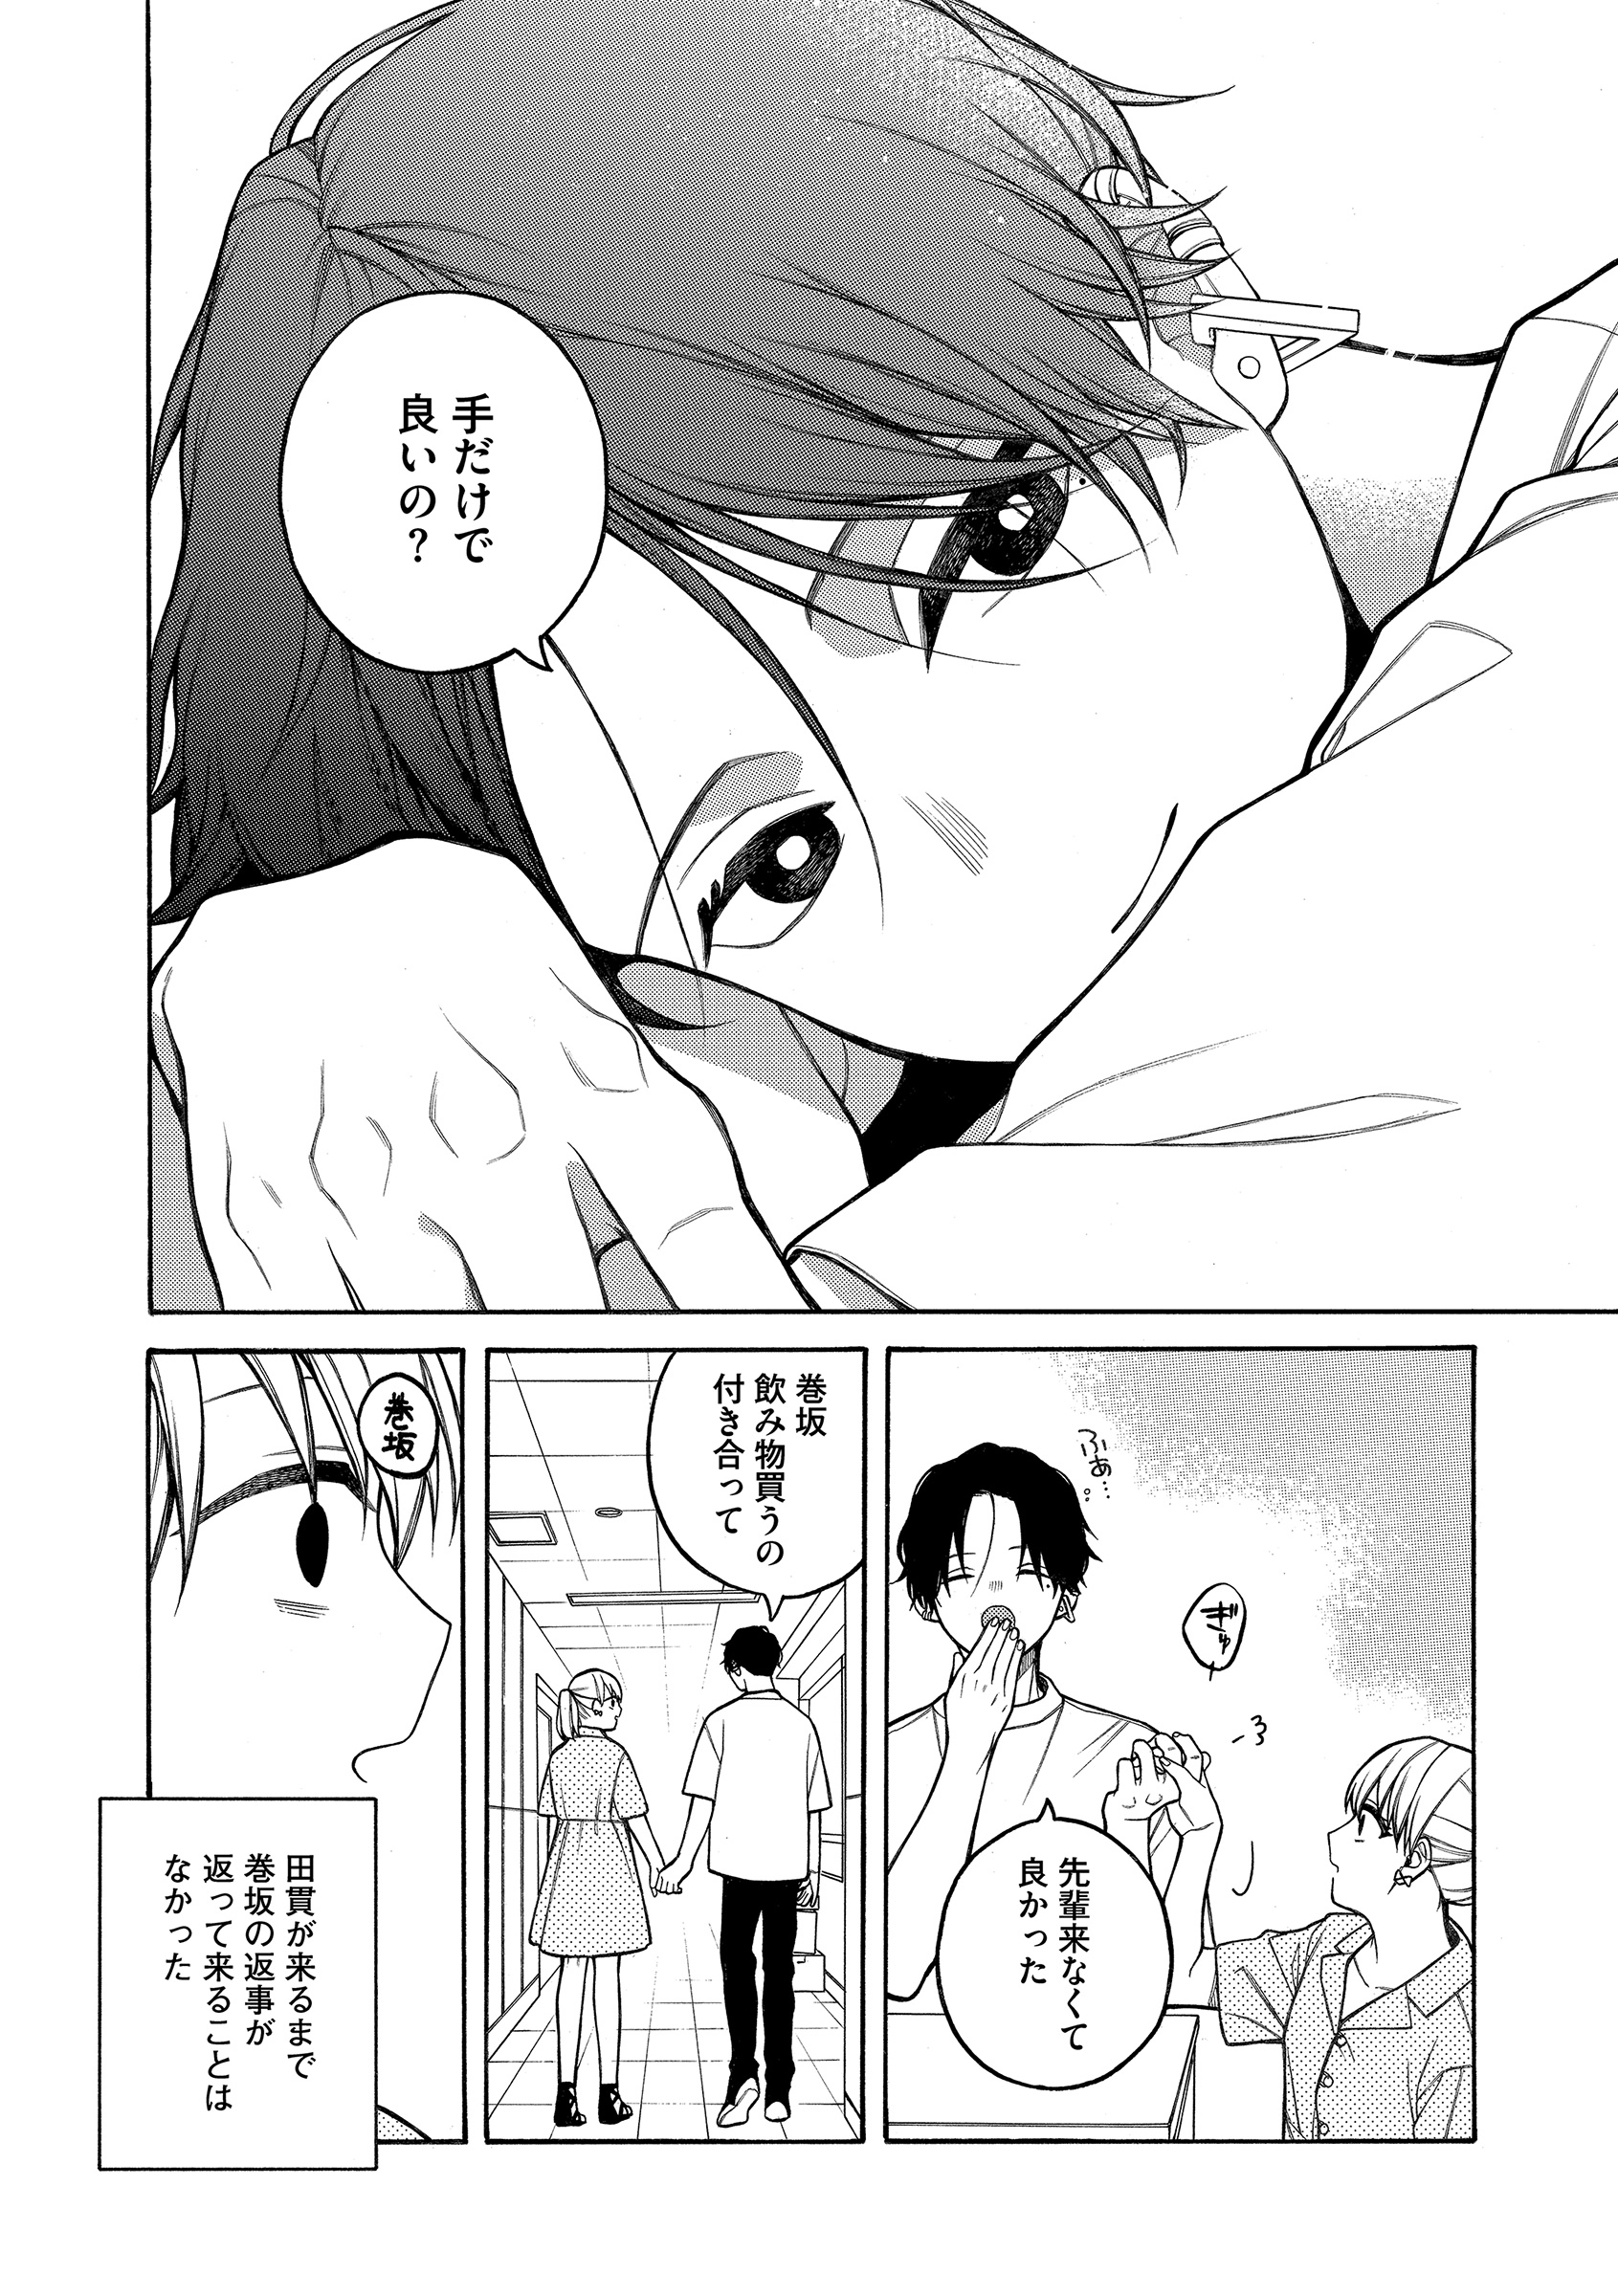 手だけで
良いの？
ふぁ…。
ぎゅ
先輩来なくて
良かった
巻坂
飲み物買うの
付き合って
巻坂
田貫が来るまで
巻坂の返事が
返って来ることは
なかった